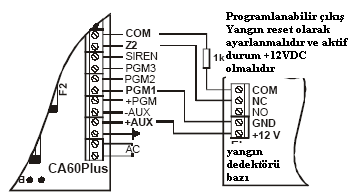 Programlanabilir çıkış
Yangın reset olarak
ayarlanmalıdır ve aktif
durum +12VDC
olmalıdır
COM
Z2
SIREN
PGM3
PGM2
PGM1
+PGM
-AUX
+AUX
AC
F2
B
CA60Plus
1k
COM
NC
NO
GND
+12 V
yangın
dedektörü
bazı